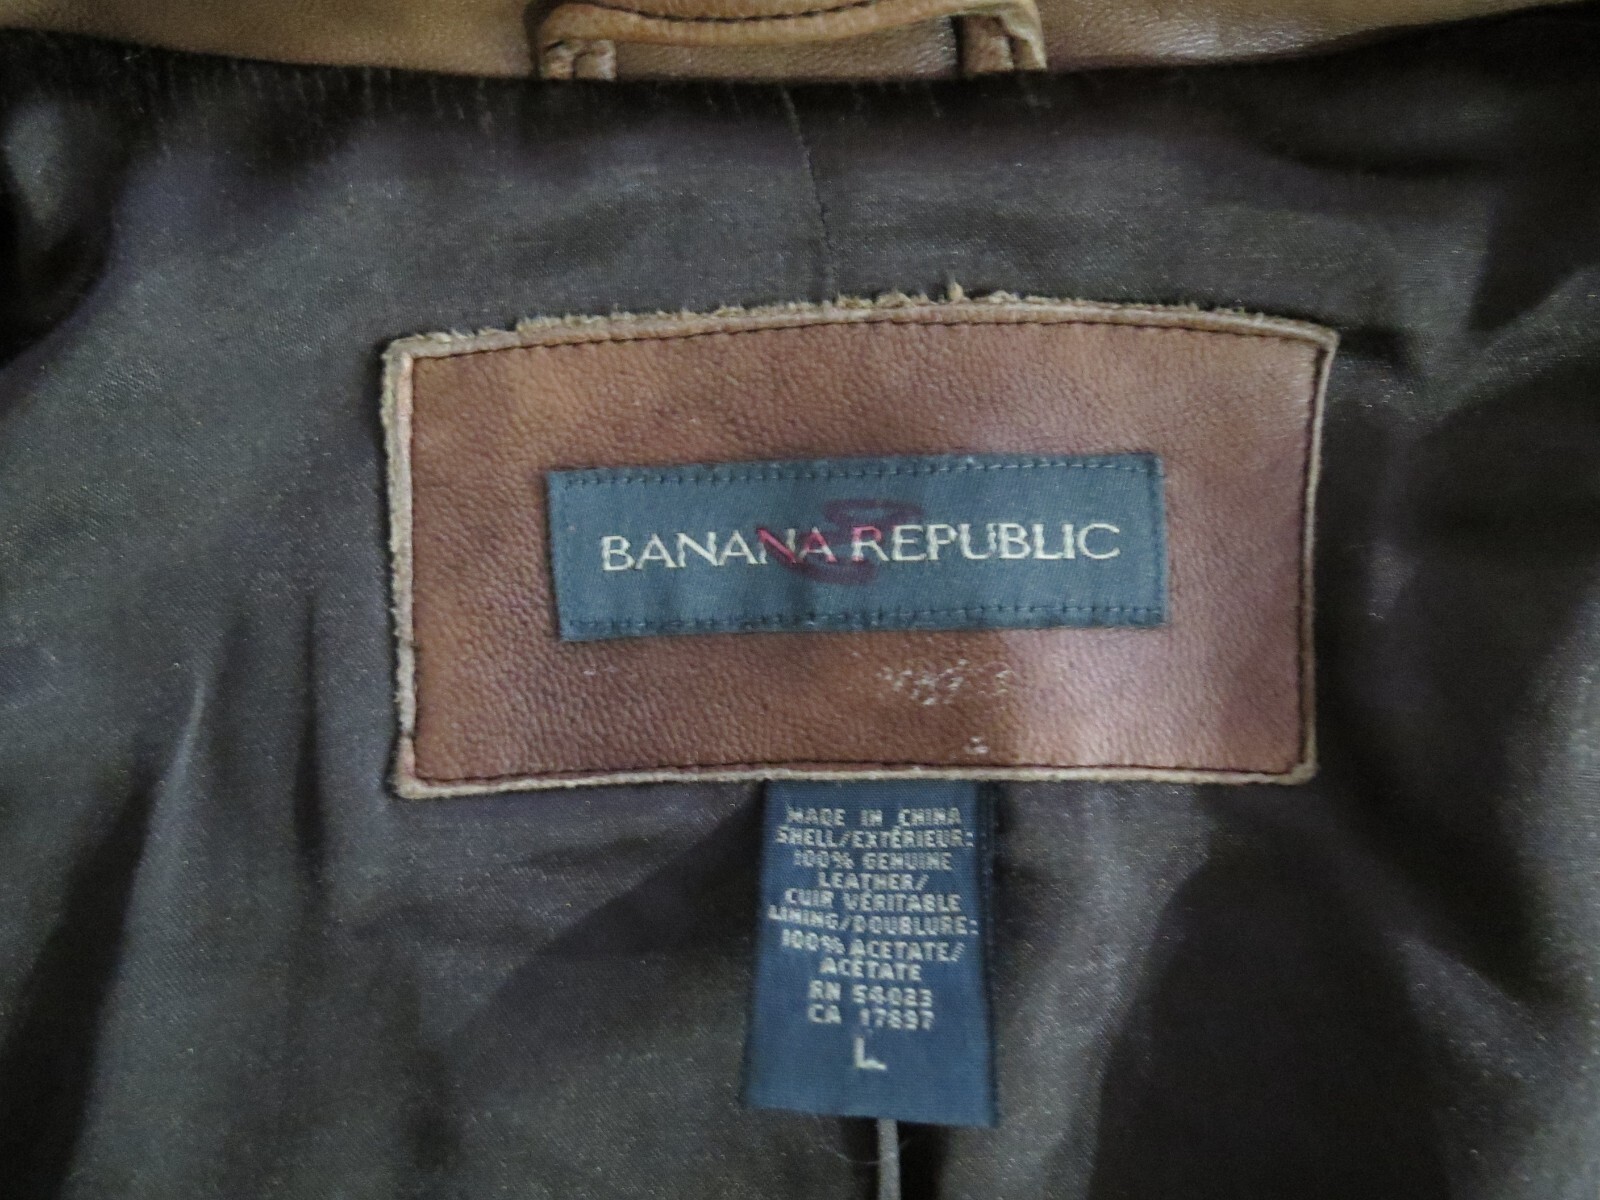 BANANA REPUBLIC
MADE IN CHINA
SHELL/EXTÉRIEUR:
100% GENUINE
LEATHER/
CUIR VÉRITABLE
LINING/DOUBLURE:
100% ACETATE/
ACÉTATE
RN 54023
CA 17897
L